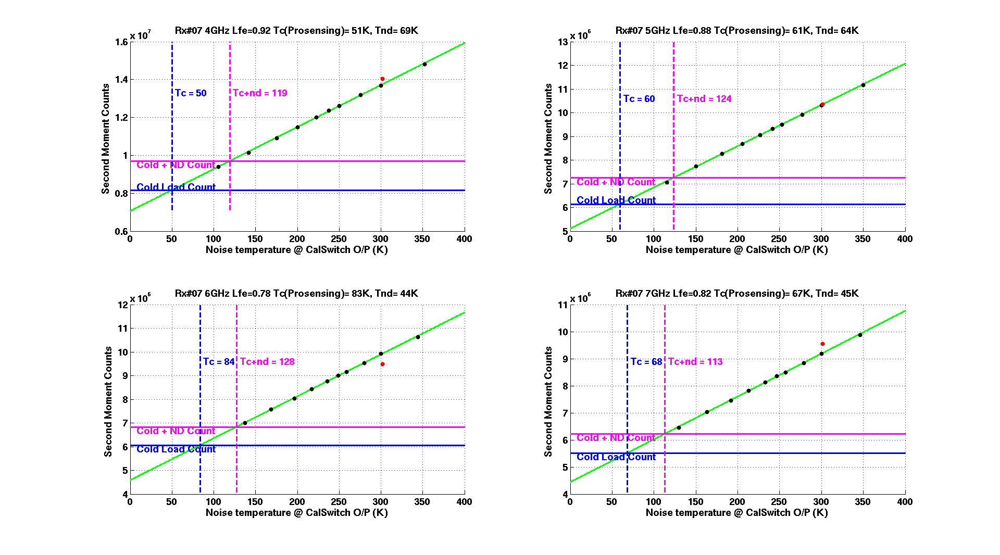 Rx#07 4GHz Lfe=0.92 Tc(Prosensing)= 51K, Tnd= 69K
x 10^7
1.6
1.4
1.2
1
0.8
0.6
Second Moment Counts
Tc = 50
Tc+nd = 119
Cold + ND Count
Cold Load Count
0 50 100 150 200 250 300 350 400
Noise temperature @ CalSwitch O/P (K)
Rx#07 5GHz Lfe=0.88 Tc(Prosensing)= 61K, Tnd= 64K
x 10^6
13
12
11
10
9
8
7
6
5
Second Moment Counts
Tc = 60
Tc+nd = 124
Cold + ND Count
Cold Load Count
0 50 100 150 200 250 300 350 400
Noise temperature @ CalSwitch O/P (K)
Rx#07 6GHz Lfe=0.78 Tc(Prosensing)= 83K, Tnd= 44K
x 10^6
12
11
10
9
8
7
6
5
4
Second Moment Counts
Tc = 84
Tc+nd = 128
Cold + ND Count
Cold Load Count
0 50 100 150 200 250 300 350 400
Noise temperature @ CalSwitch O/P (K)
Rx#07 7GHz Lfe=0.82 Tc(Prosensing)= 67K, Tnd= 45K
x 10^6
11
10
9
8
7
6
5
4
Second Moment Counts
Tc = 68
Tc+nd = 113
Cold + ND Count
Cold Load Count
0 50 100 150 200 250 300 350 400
Noise temperature @ CalSwitch O/P (K)